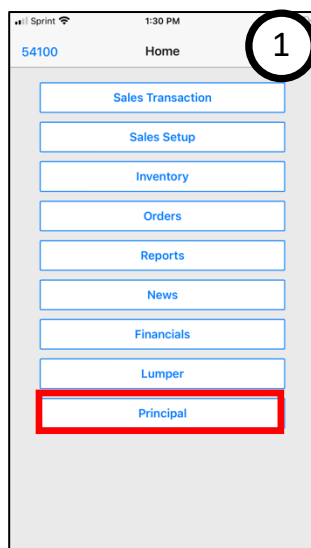 Sprint 1:30 PM
54100 Home 1
Sales Transaction
Sales Setup
Inventory
Orders
Reports
News
Financials
Lumper
Principal